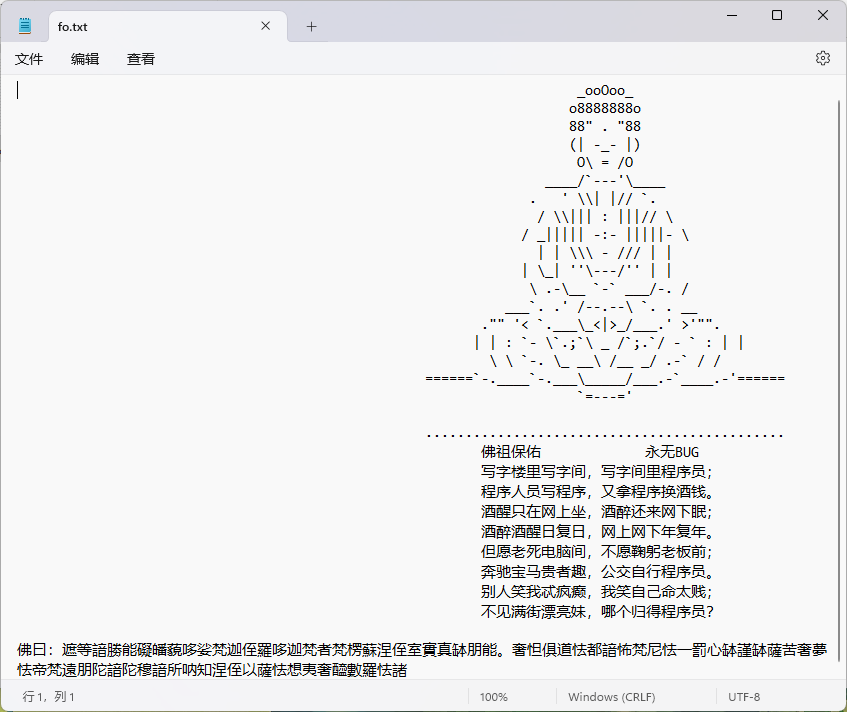 fo.txt
文件 编辑 查看
_ooOoo_
o8888888o
88" . "88
(| -_- |)
O\ = /O
____/`---'\____
. ' \\| |// `.
/ \\||| : |||// \
/ _||||| -:- |||||- \
| | \\\ - /// | |
| \_| ''\---/'' | |
\ .-\__ `-` ___/-. /
___`. .' /--.--\ `. . __
."" '< `.___\_<|>_/___.' >'"".
| | : `- \`.;`\ _ /`;.`/ - ` : | |
\ \ `-. \_ __\ /__ _/ .-` / /
======`-.____`-.___\_____/___.-`____.-'======
`=---='
.............................................
佛祖保佑 永无BUG
写字楼里写字间，写字间里程序员；
程序人员写程序，又拿程序换酒钱。
酒醒只在网上坐，酒醉还来网下眠；
酒醉酒醒日复日，网上网下年复年。
但愿老死电脑间，不愿鞠躬老板前；
奔驰宝马贵者趣，公交自行程序员。
别人笑我忒疯癫，我笑自己命太贱；
不见满街漂亮妹，哪个归得程序员？
佛曰：遮等諳勝能礙皤藐哆娑梵迦侄羅哆迦梵者梵楞蘇涅侄室實真缽朋能。奢怛俱道怯都諳怖梵尼怯一罰心缽謹缽薩苦奢夢
怯帝梵遠朋陀諳陀穆諳所呐知涅侄以薩怯想夷奢醯數羅怯諸
行 1，列 1 100% Windows (CRLF) UTF-8